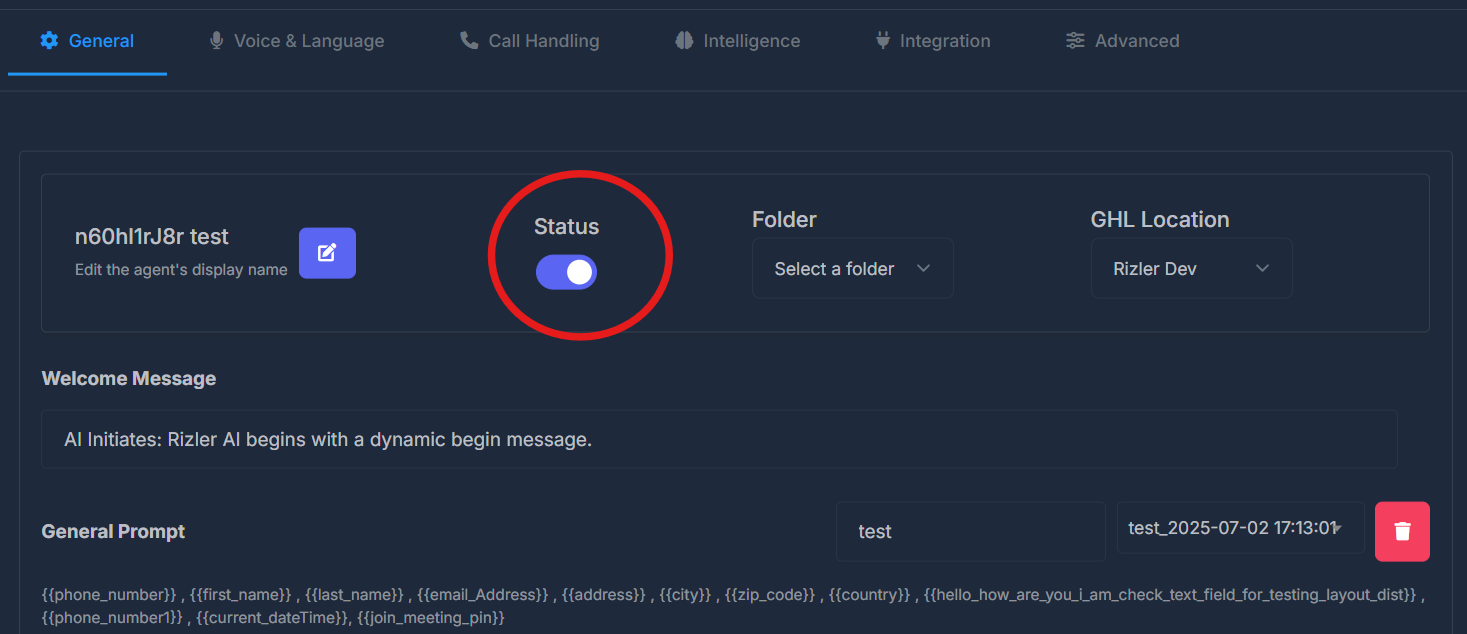 General Voice & Language Call Handling Intelligence Integration Advanced
Status Folder GHL Location
n60hl1rJ8r test
Edit the agent's display name
Select a folder Rizler Dev
Welcome Message
AI Initiates: Rizler AI begins with a dynamic begin message.
General Prompt test test_2025-07-02 17:13:01
{{phone_number}} , {{first_name}} , {{last_name}} , {{email_Address}} , {{address}} , {{city}} , {{zip_code}} , {{country}} , {{hello_how_are_you_i_am_check_text_field_for_testing_layout_dist}} ,
{{phone_number1}} , {{current_dateTime}}, {{join_meeting_pin}}